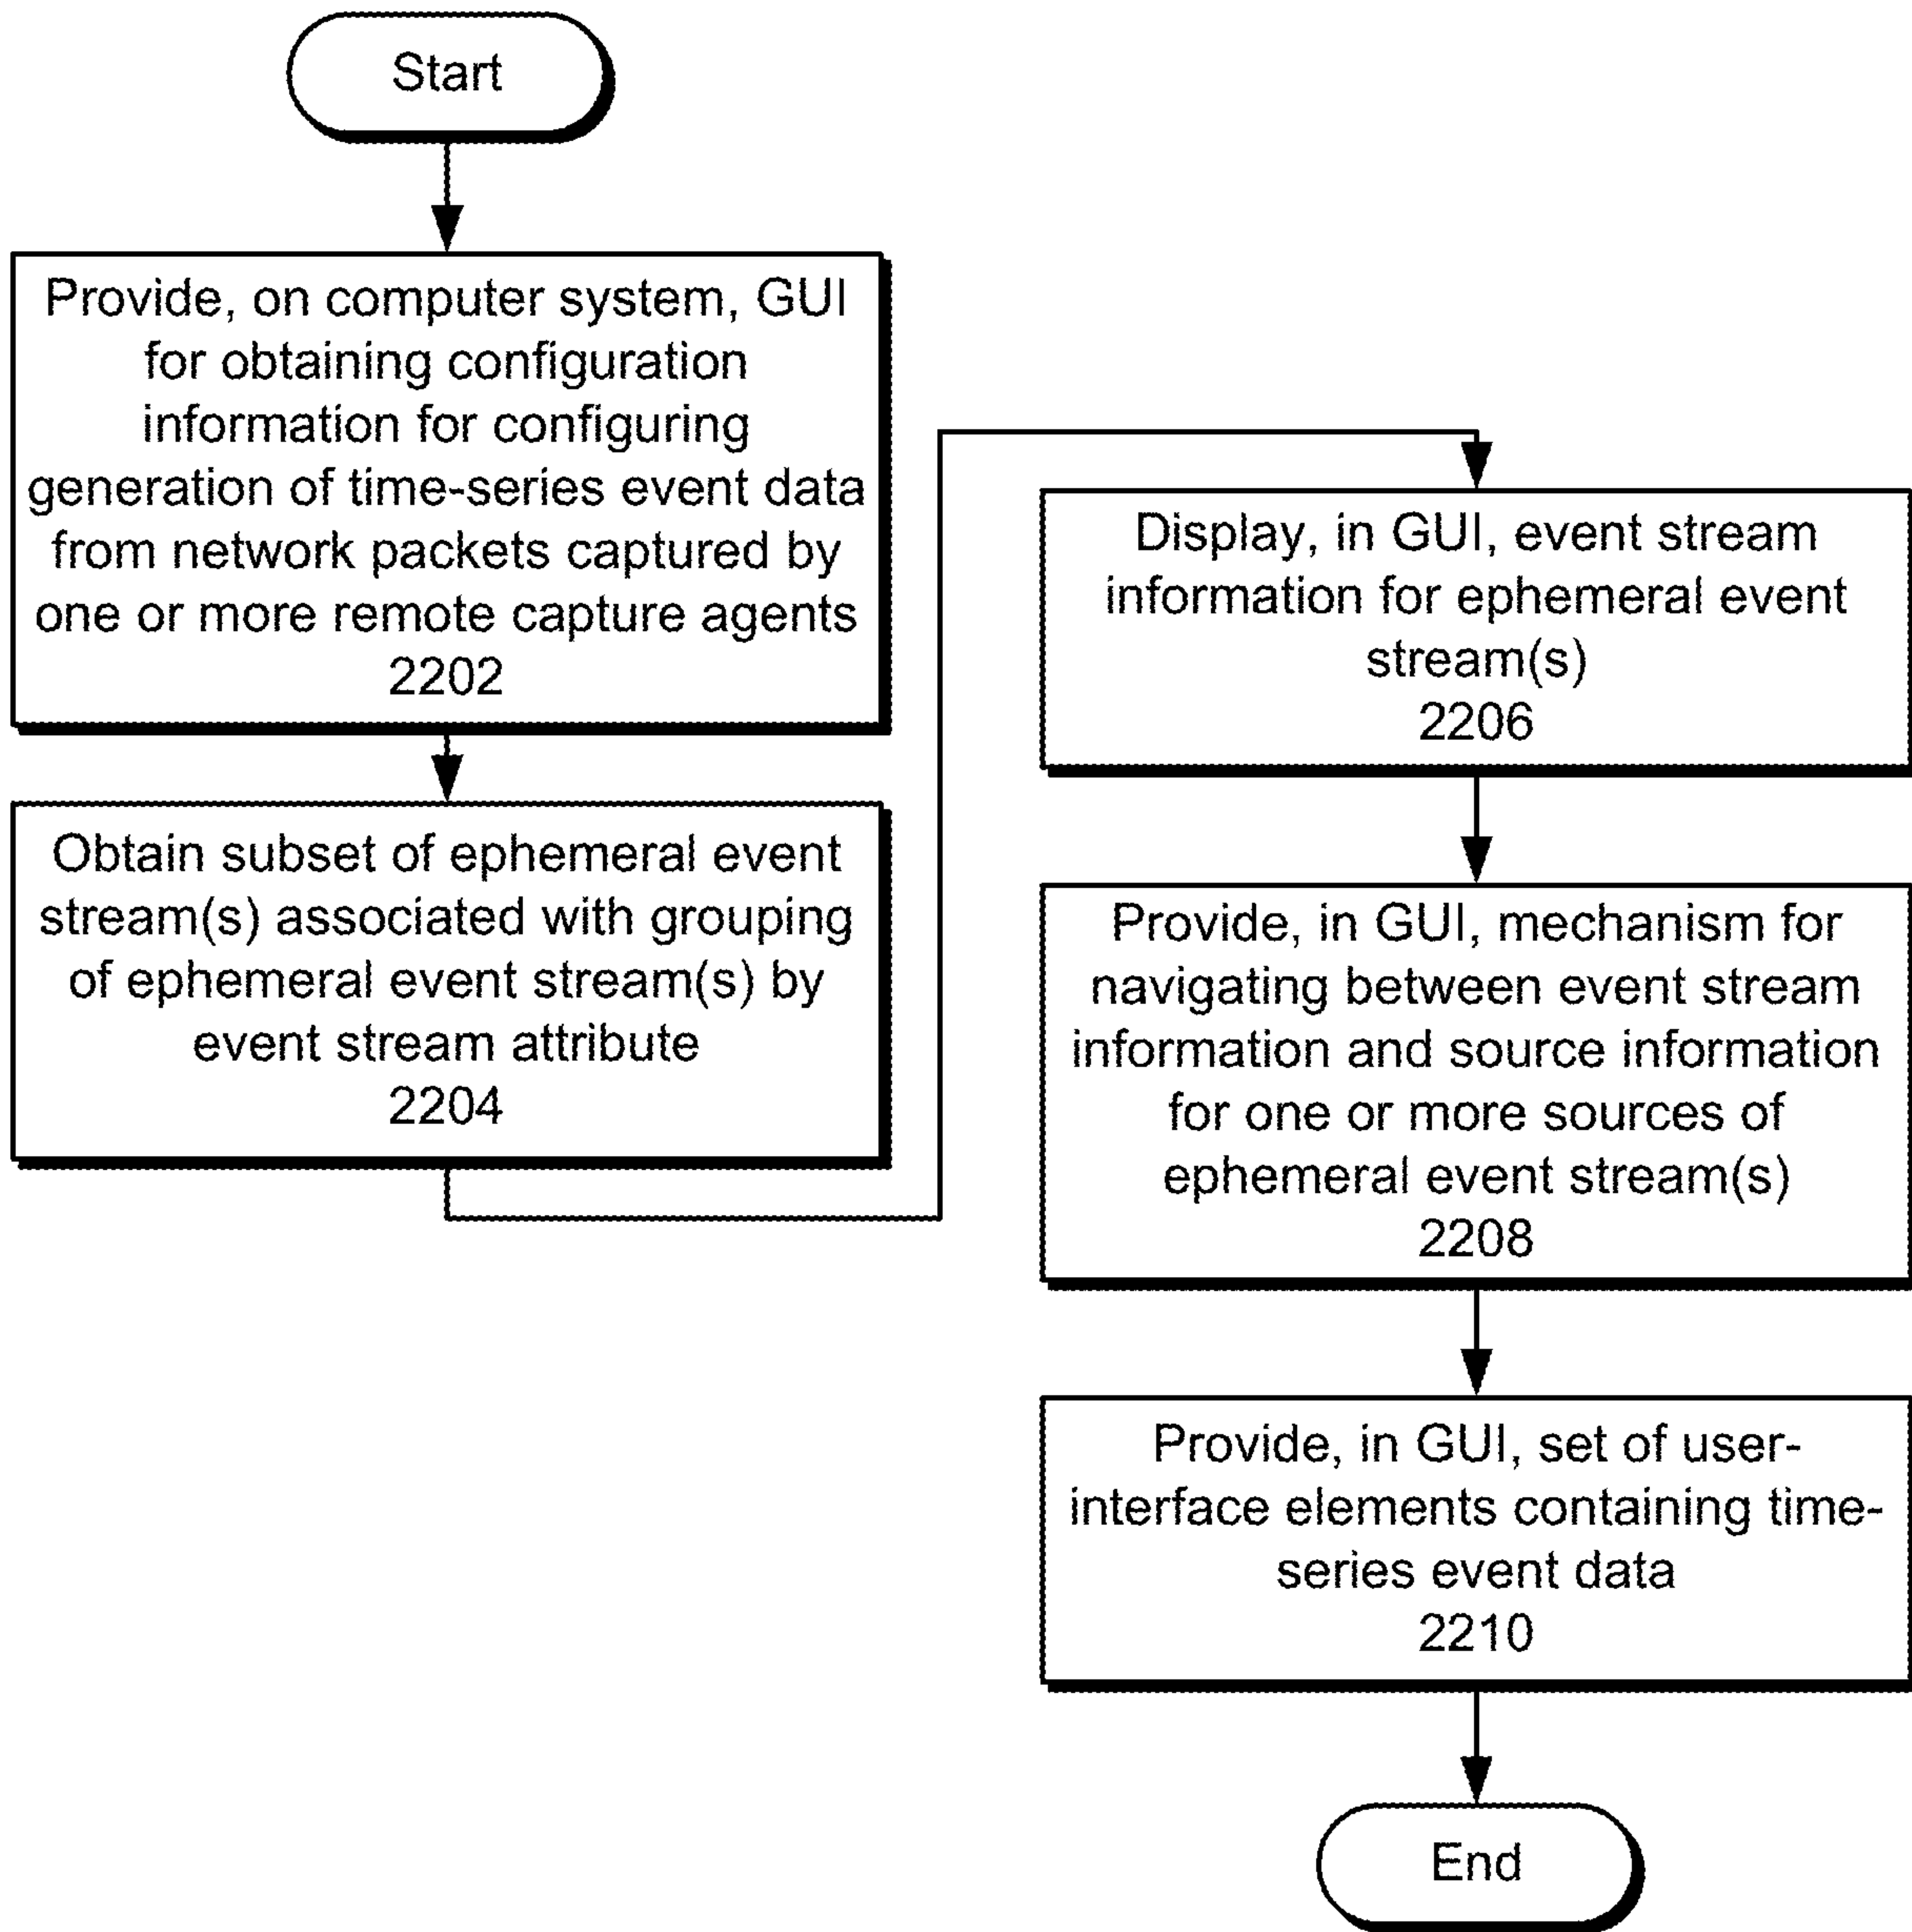 Start
Provide, on computer system, GUI
for obtaining configuration
information for configuring
generation of time-series event data
from network packets captured by
one or more remote capture agents
2202
Obtain subset of ephemeral event
stream(s) associated with grouping
of ephemeral event stream(s) by
event stream attribute
2204
Display, in GUI, event stream
information for ephemeral event
stream(s)
2206
Provide, in GUI, mechanism for
navigating between event stream
information and source information
for one or more sources of
ephemeral event stream(s)
2208
Provide, in GUI, set of user-
interface elements containing time-
series event data
2210
End